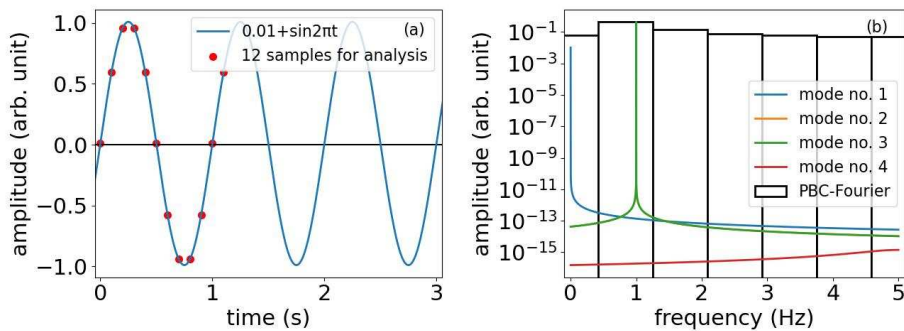 (a)
0.01+sin2πt
12 samples for analysis
1.0
0.5
0.0
−0.5
−1.0
amplitude (arb. unit)
0 1 2 3
time (s)
(b)
mode no. 1
mode no. 2
mode no. 3
mode no. 4
PBC-Fourier
10⁻¹
10⁻³
10⁻⁵
10⁻⁷
10⁻⁹
10⁻¹¹
10⁻¹³
10⁻¹⁵
amplitude (arb. unit)
0 1 2 3 4 5
frequency (Hz)